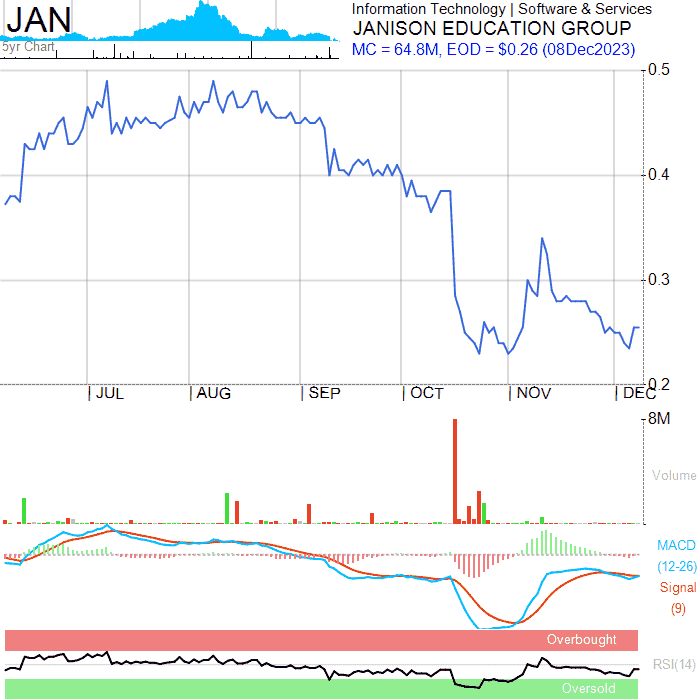 JAN
5yr Chart
Information Technology | Software & Services
JANISON EDUCATION GROUP
MC = 64.8M, EOD = $0.26 (08Dec2023)
0.5
0.4
0.3
0.2
JUL AUG SEP OCT NOV DEC
8M
Volume
MACD
(12-26)
Signal
(9)
Overbought
RSI(14)
Oversold